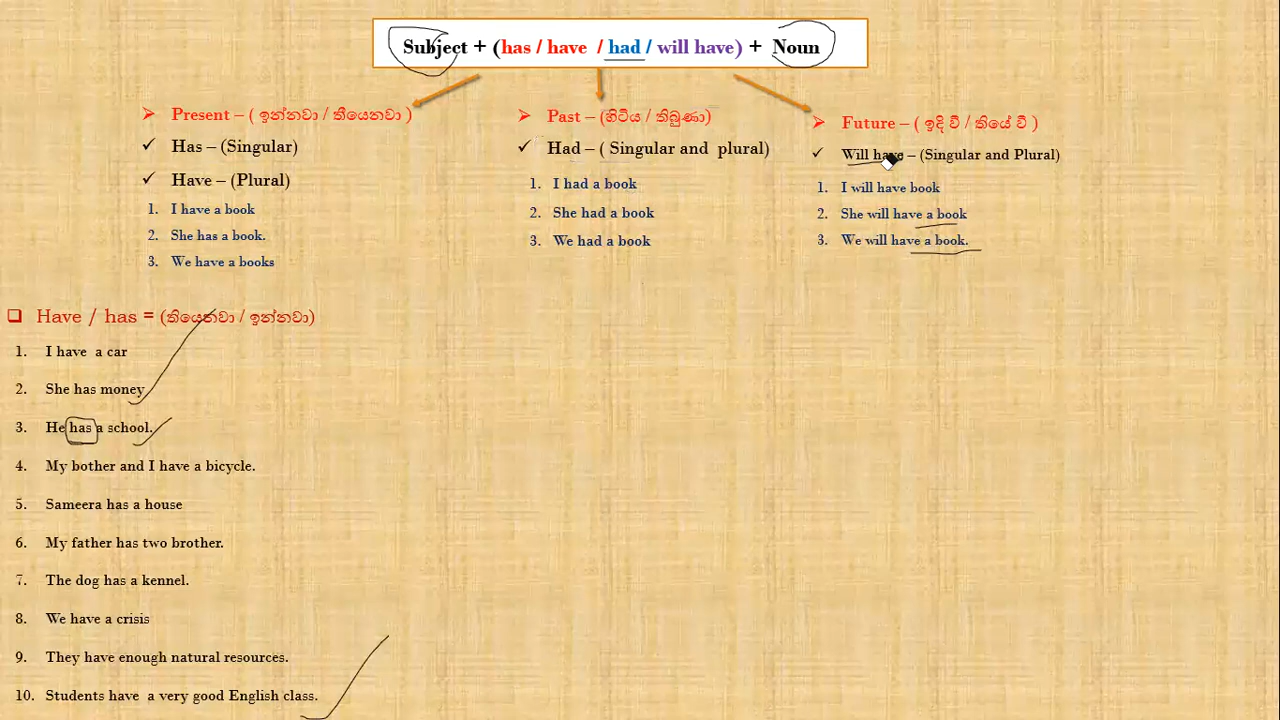 Subject + (has / have / had / will have) + Noun
Present – ( ඉන්නවා / තීයෙනවා )
Has – (Singular)
Have – (Plural)
1. I have a book
2. She has a book.
3. We have a books
Past – (හිටිය / තිබුණා)
Had – ( Singular and plural)
1. I had a book
2. She had a book
3. We had a book
Future – ( ඉදි වී / තියේ වී )
Will have – (Singular and Plural)
1. I will have book
2. She will have a book
3. We will have a book.
Have / has = (තියෙනවා / ඉන්නවා)
1. I have a car
2. She has money
3. He has a school.
4. My bother and I have a bicycle.
5. Sameera has a house
6. My father has two brother.
7. The dog has a kennel.
8. We have a crisis
9. They have enough natural resources.
10. Students have a very good English class.